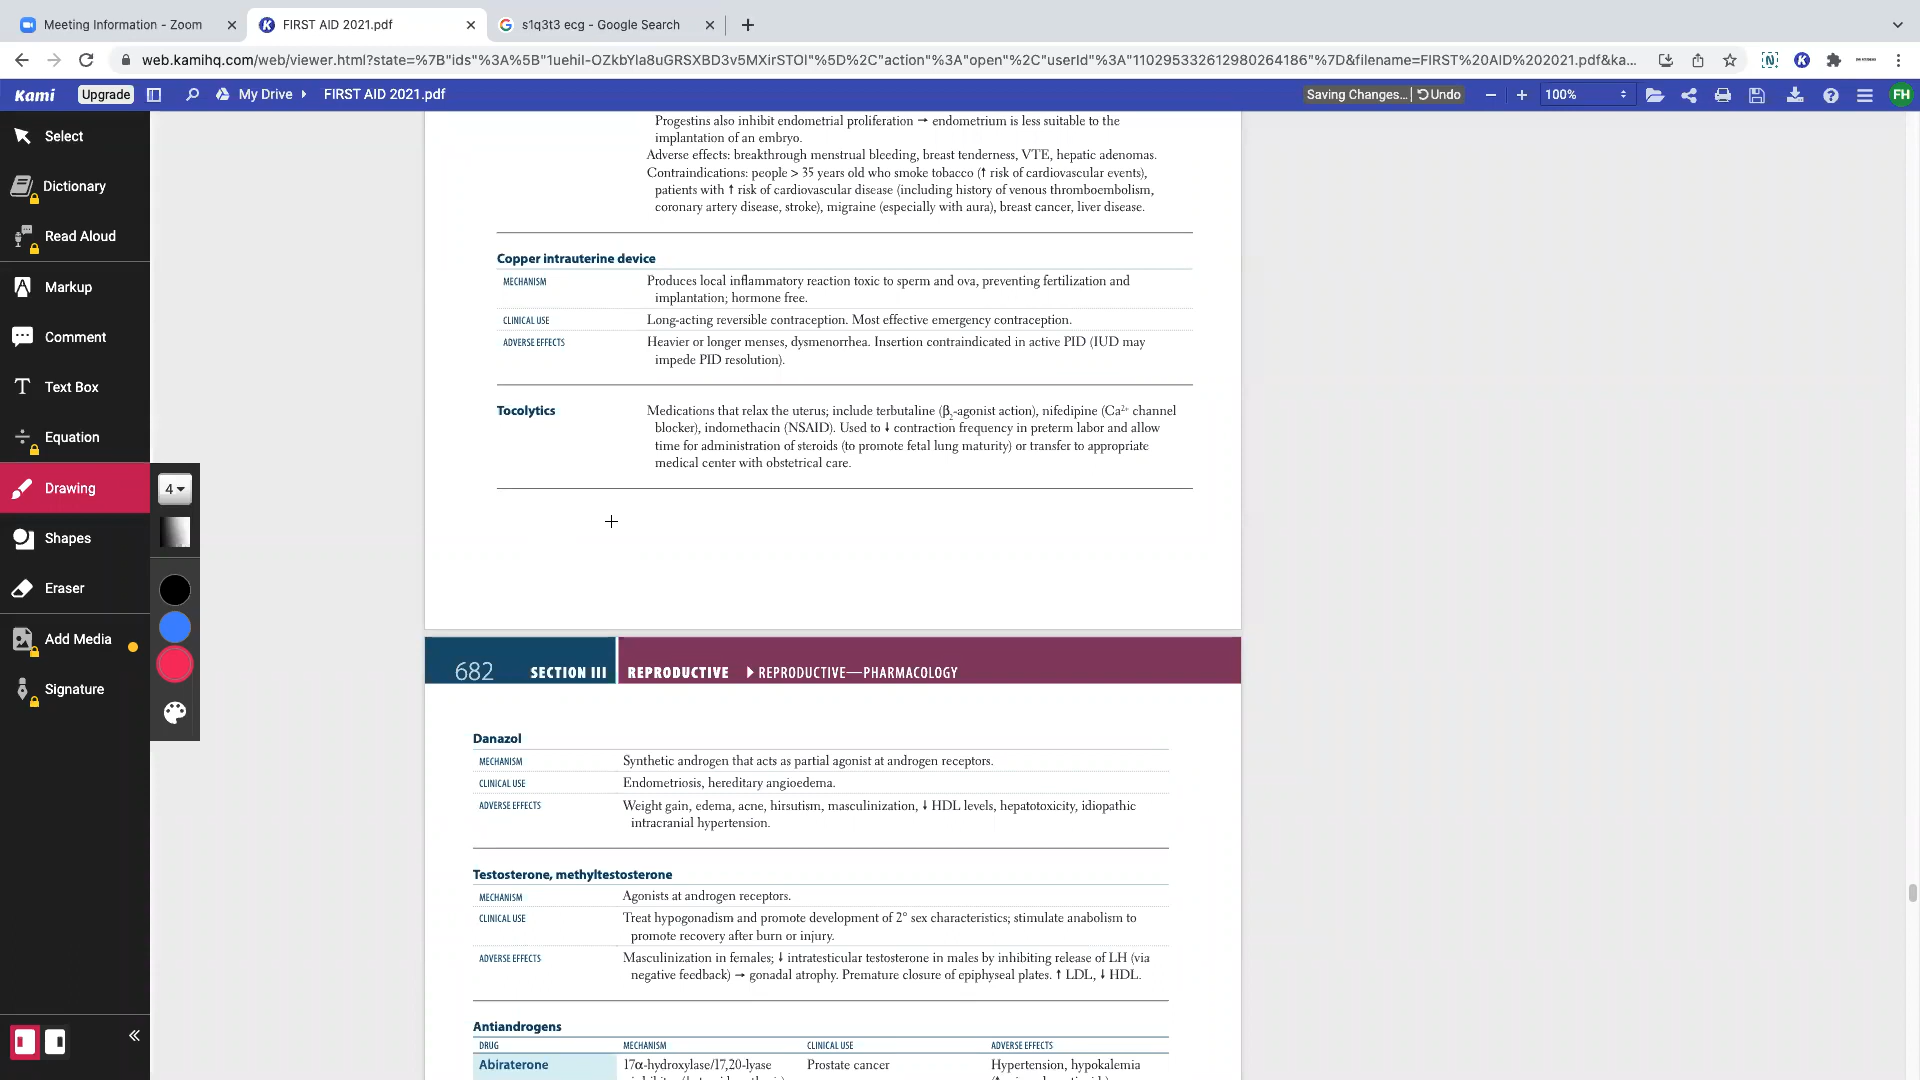 Meeting Information - Zoom
FIRST AID 2021.pdf
s1q3t3 ecg - Google Search
web.kamihq.com/web/viewer.html?state=%7B"ids"%3A%5B"1uehiI-OZkbYla8uGRSXBD3v5MXirSTOl"%5D%2C"action"%3A"open"%2C"userId"%3A"110295332612980264186"%7D&filename=FIRST%20AID%202021.pdf&ka...
Kami
Upgrade
My Drive
FIRST AID 2021.pdf
Saving Changes... | Undo
100%
FH
Select
Dictionary
Read Aloud
Markup
Comment
Text Box
Equation
Drawing
4
Shapes
Eraser
Add Media
Signature
Progestins also inhibit endometrial proliferation → endometrium is less suitable to the
implantation of an embryo.
Adverse effects: breakthrough menstrual bleeding, breast tenderness, VTE, hepatic adenomas.
Contraindications: people > 35 years old who smoke tobacco (↑ risk of cardiovascular events),
patients with ↑ risk of cardiovascular disease (including history of venous thromboembolism,
coronary artery disease, stroke), migraine (especially with aura), breast cancer, liver disease.
Copper intrauterine device
MECHANISM Produces local inflammatory reaction toxic to sperm and ova, preventing fertilization and
implantation; hormone free.
CLINICAL USE Long-acting reversible contraception. Most effective emergency contraception.
ADVERSE EFFECTS Heavier or longer menses, dysmenorrhea. Insertion contraindicated in active PID (IUD may
impede PID resolution).
Tocolytics Medications that relax the uterus; include terbutaline (β₂-agonist action), nifedipine (Ca²⁺ channel
blocker), indomethacin (NSAID). Used to ↓ contraction frequency in preterm labor and allow
time for administration of steroids (to promote fetal lung maturity) or transfer to appropriate
medical center with obstetrical care.
682 SECTION III REPRODUCTIVE ▶ REPRODUCTIVE—PHARMACOLOGY
Danazol
MECHANISM Synthetic androgen that acts as partial agonist at androgen receptors.
CLINICAL USE Endometriosis, hereditary angioedema.
ADVERSE EFFECTS Weight gain, edema, acne, hirsutism, masculinization, ↓ HDL levels, hepatotoxicity, idiopathic
intracranial hypertension.
Testosterone, methyltestosterone
MECHANISM Agonists at androgen receptors.
CLINICAL USE Treat hypogonadism and promote development of 2° sex characteristics; stimulate anabolism to
promote recovery after burn or injury.
ADVERSE EFFECTS Masculinization in females; ↓ intratesticular testosterone in males by inhibiting release of LH (via
negative feedback) → gonadal atrophy. Premature closure of epiphyseal plates. ↑ LDL, ↓ HDL.
Antiandrogens
DRUG MECHANISM CLINICAL USE ADVERSE EFFECTS
Abiraterone 17α-hydroxylase/17,20-lyase Prostate cancer Hypertension, hypokalemia